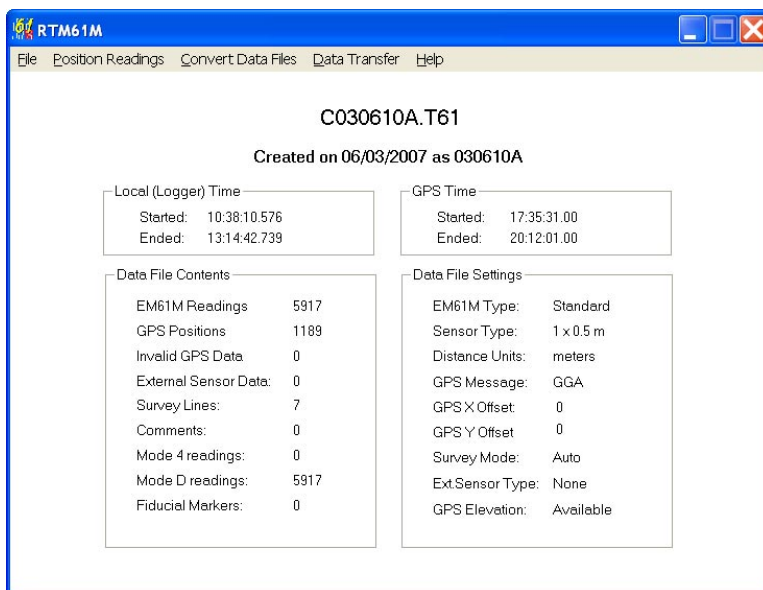 RTM61M
File Position Readings Convert Data Files Data Transfer Help
C030610A.T61
Created on 06/03/2007 as 030610A
Local (Logger) Time
Started: 10:38:10.576
Ended: 13:14:42.739
GPS Time
Started: 17:35:31.00
Ended: 20:12:01.00
Data File Contents
EM61M Readings 5917
GPS Positions 1189
Invalid GPS Data 0
External Sensor Data: 0
Survey Lines: 7
Comments: 0
Mode 4 readings: 0
Mode D readings: 5917
Fiducial Markers: 0
Data File Settings
EM61M Type: Standard
Sensor Type: 1 x 0.5 m
Distance Units: meters
GPS Message: GGA
GPS X Offset: 0
GPS Y Offset 0
Survey Mode: Auto
Ext.Sensor Type: None
GPS Elevation: Available